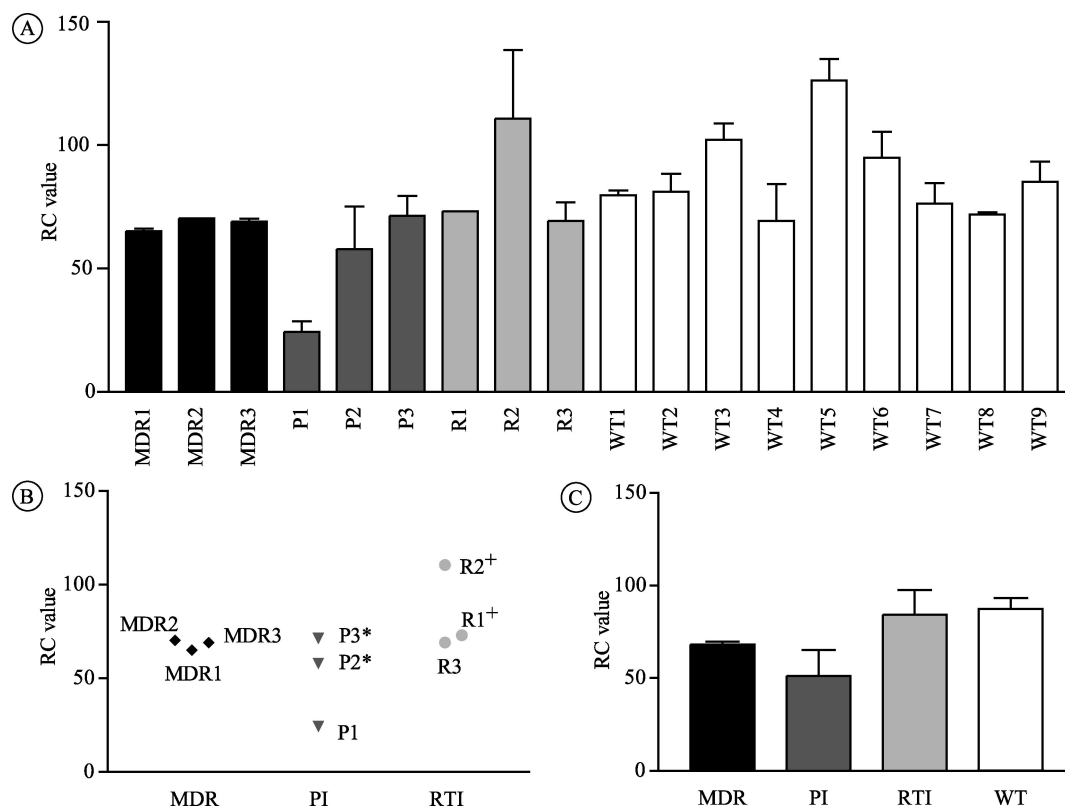 A
150
100
50
0
RC value
MDR1
MDR2
MDR3
P1
P2
P3
R1
R2
R3
WT1
WT2
WT3
WT4
WT5
WT6
WT7
WT8
WT9
B
150
100
50
0
RC value
R2+
R1+
MDR2
MDR3
P3*
MDR1
P2*
R3
P1
MDR PI RTI
C
150
100
50
0
RC value
MDR PI RTI WT